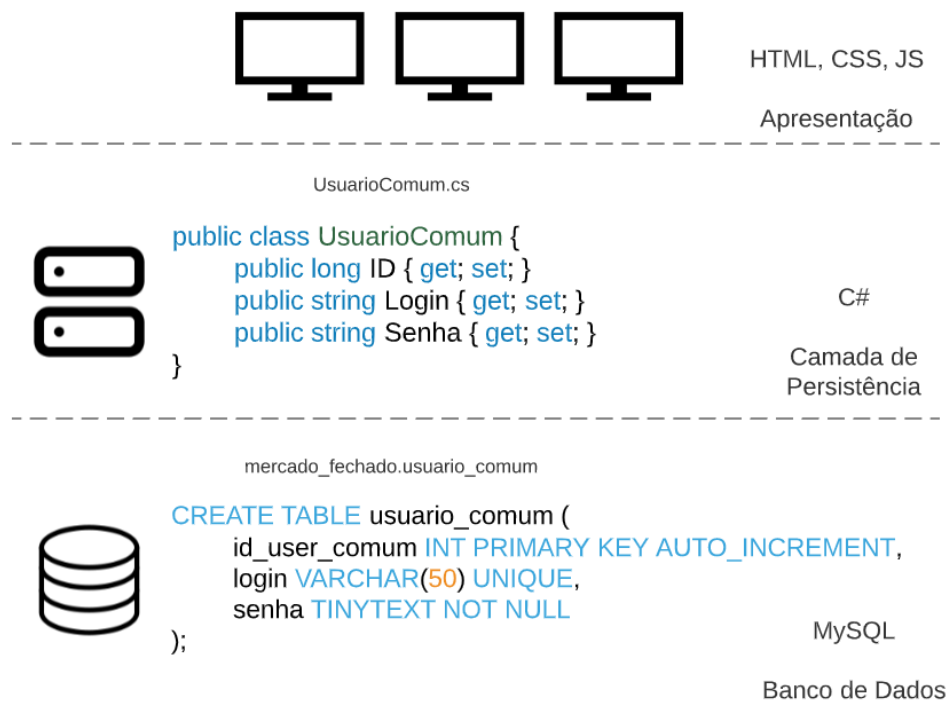 HTML, CSS, JS
Apresentação
UsuarioComum.cs
public class UsuarioComum {
public long ID { get; set; }
public string Login { get; set; }
public string Senha { get; set; }
}
C#
Camada de
Persistência
mercado_fechado.usuario_comum
CREATE TABLE usuario_comum (
id_user_comum INT PRIMARY KEY AUTO_INCREMENT,
login VARCHAR(50) UNIQUE,
senha TINYTEXT NOT NULL
);
MySQL
Banco de Dados